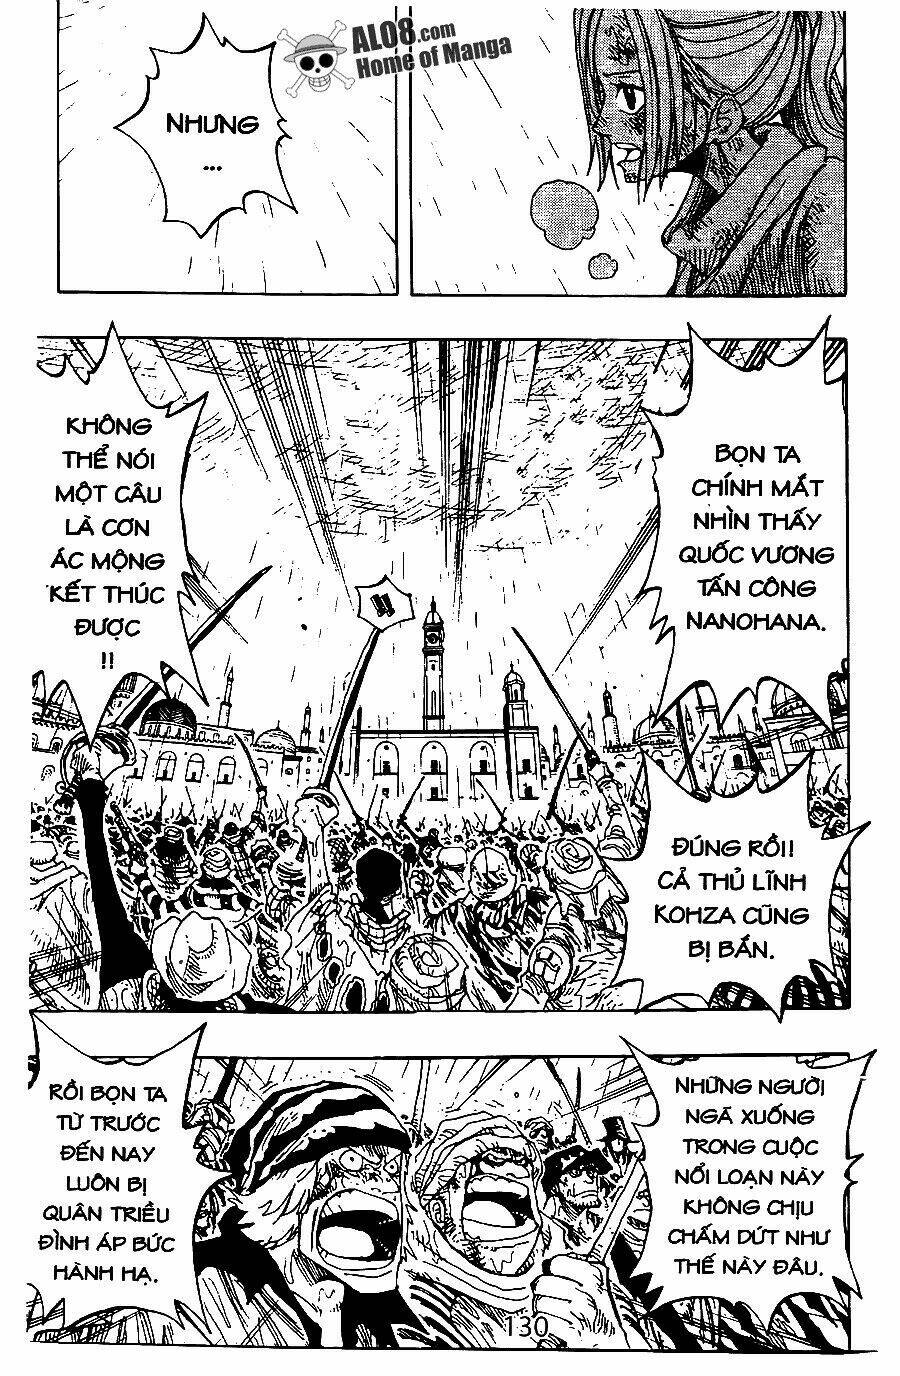 ALO8.com
Home of Manga
NHƯNG
...
BỌN TA
CHÍNH MẮT
NHÌN THẤY
QUỐC VƯƠNG
TẤN CÔNG
NANOHANA.
KHÔNG
THỂ NÓI
MỘT CÂU
LÀ CƠN
ÁC MỘNG
KẾT THÚC
ĐƯỢC
!!
!!
ĐÚNG RỒI!!
CẢ THỦ LĨNH
KOHZA CŨNG
BỊ BẮN.
NHỮNG NGƯỜI
NGÃ XUỐNG
TRONG CUỘC
NỔI LOẠN NÀY
KHÔNG CHỊU
CHẤM DỨT NHƯ
THẾ NÀY ĐÂU.
RỒI BỌN TA
TỪ TRƯỚC
ĐẾN NAY
LUÔN BỊ
QUÂN TRIỀU
ĐÌNH ÁP BỨC
HÀNH HẠ.
130